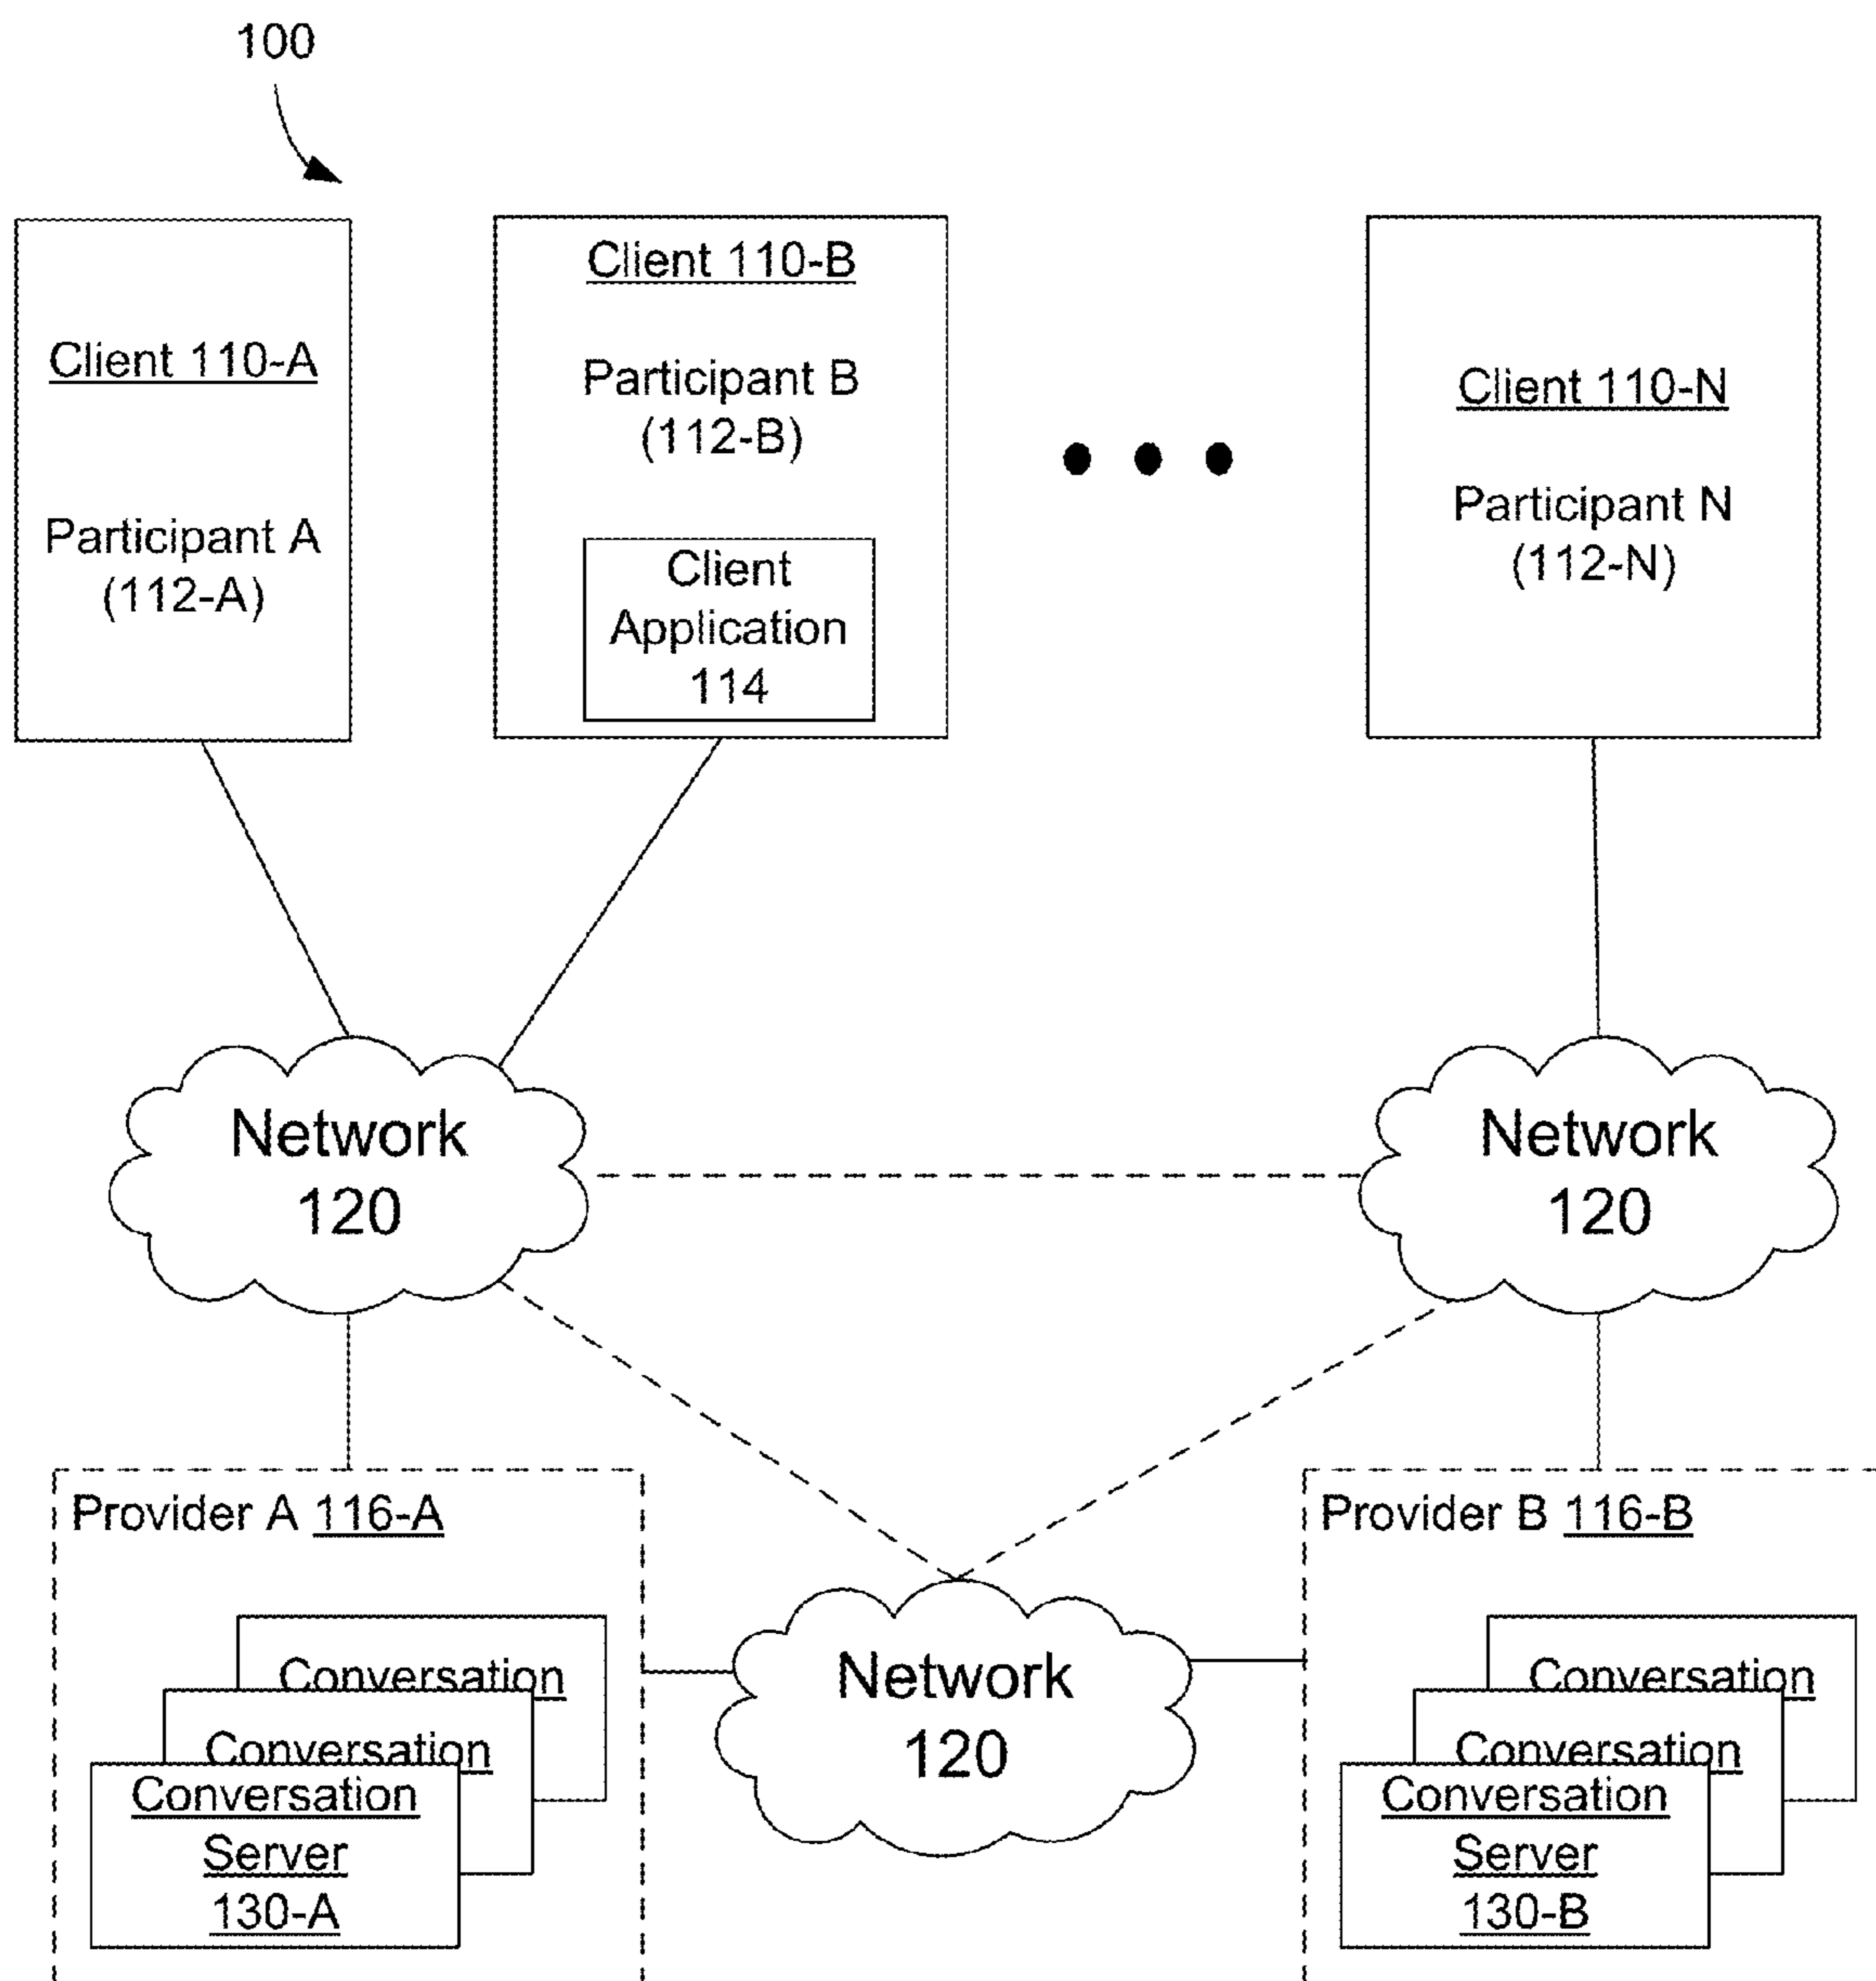 100
Client 110-A
Participant A
(112-A)
Client 110-B
Participant B
(112-B)
Client
Application
114
Client 110-N
Participant N
(112-N)
Network
120
Network
120
Provider A 116-A
Conversation
Conversation
Conversation
Server
130-A
Network
120
Provider B 116-B
Conversation
Conversation
Conversation
Server
130-B